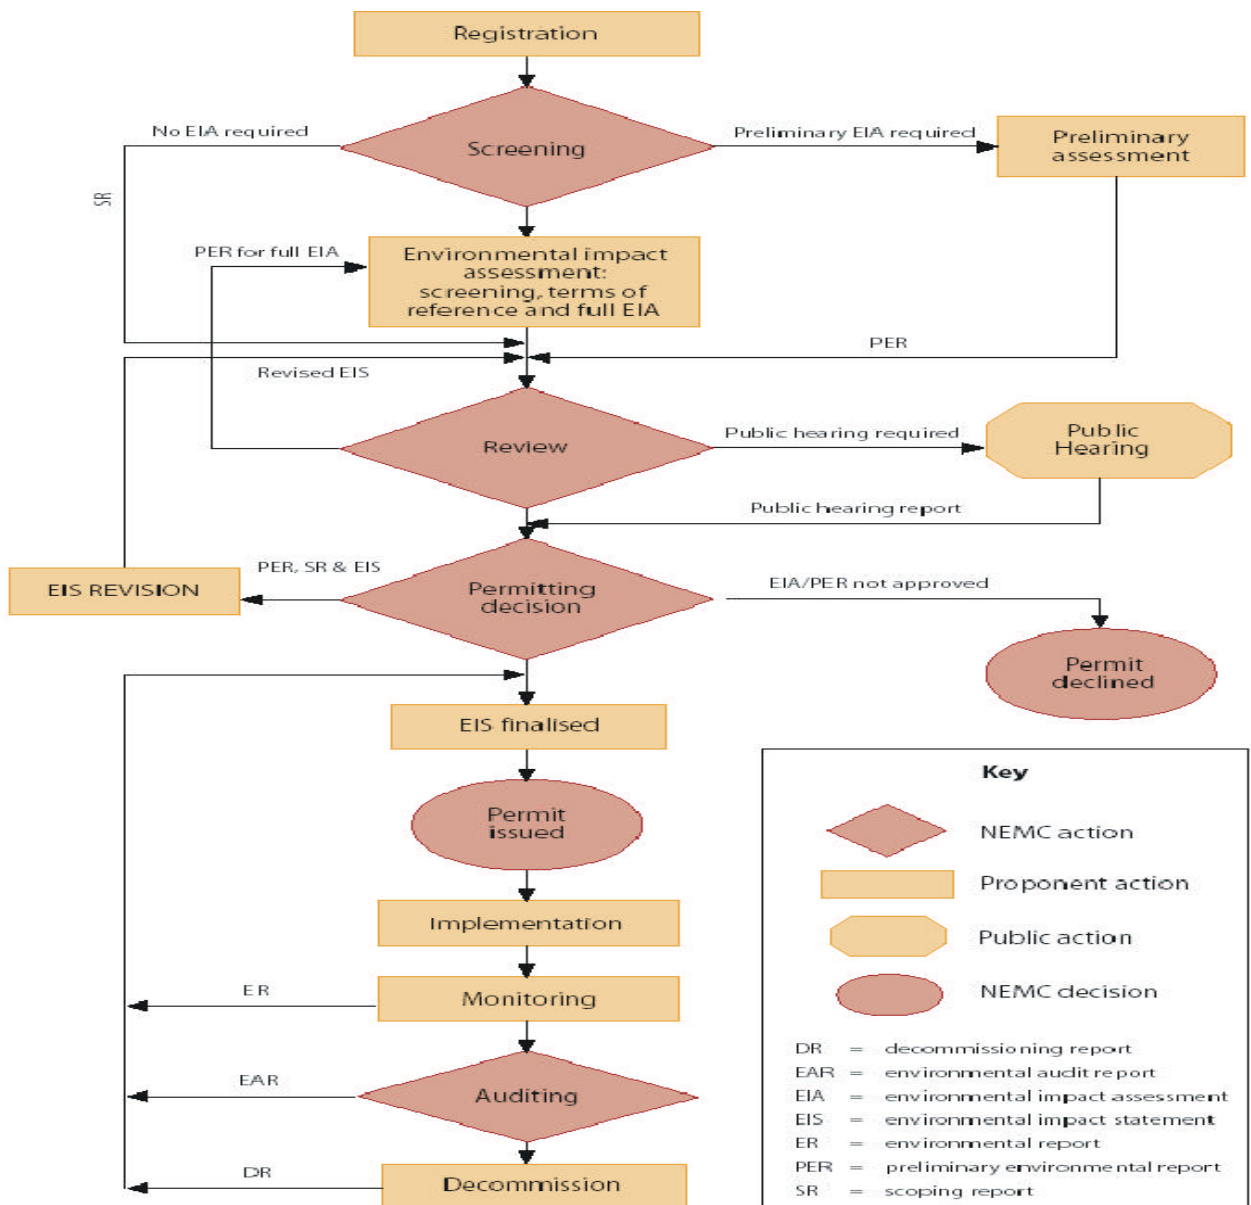 Registration
No EIA required
Screening
Preliminary EIA required
Preliminary
assessment
SR
PER for full EIA
Environmental impact
assessment:
screening, terms of
reference and full EIA
PER
Revised EIS
Review
Public hearing required
Public
Hearing
Public hearing report
EIS REVISION
PER, SR & EIS
Permitting
decision
EIA/PER not approved
Permit
declined
EIS finalised
Permit
issued
Implementation
ER
Monitoring
EAR
Auditing
DR
Decommission
Key
NEMC action
Proponent action
Public action
NEMC decision
DR = decommissioning report
EAR = environmental audit report
EIA = environmental impact assessment
EIS = environmental impact statement
ER = environmental report
PER = preliminary environmental report
SR = scoping report